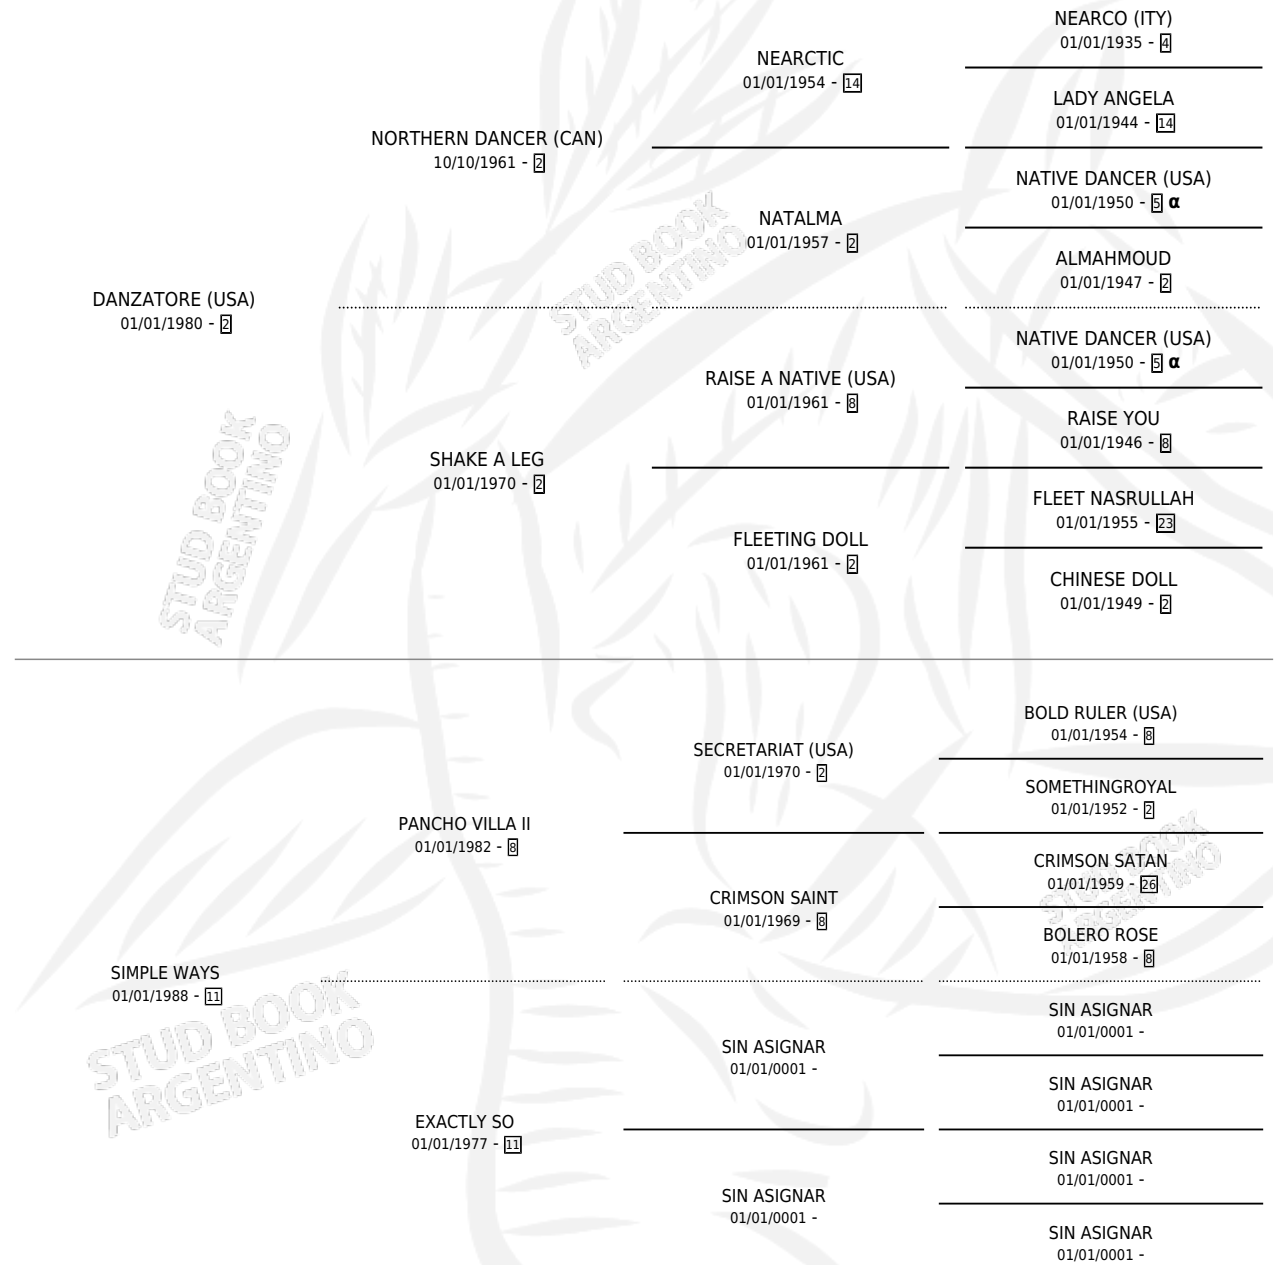 NEARCO (ITY)
01/01/1935 - 4
NEARCTIC
01/01/1954 - 14
LADY ANGELA
01/01/1944 - 14
NORTHERN DANCER (CAN)
10/10/1961 - 2
NATIVE DANCER (USA)
01/01/1950 - 5 α
NATALMA
01/01/1957 - 2
ALMAHMOUD
01/01/1947 - 2
DANZATORE (USA)
01/01/1980 - 2
NATIVE DANCER (USA)
01/01/1950 - 5 α
RAISE A NATIVE (USA)
01/01/1961 - 8
RAISE YOU
01/01/1946 - 8
SHAKE A LEG
01/01/1970 - 2
FLEET NASRULLAH
01/01/1955 - 23
FLEETING DOLL
01/01/1961 - 2
CHINESE DOLL
01/01/1949 - 2
BOLD RULER (USA)
01/01/1954 - 8
SECRETARIAT (USA)
01/01/1970 - 2
SOMETHINGROYAL
01/01/1952 - 2
PANCHO VILLA II
01/01/1982 - 8
CRIMSON SATAN
01/01/1959 - 26
CRIMSON SAINT
01/01/1969 - 8
BOLERO ROSE
01/01/1958 - 8
SIMPLE WAYS
01/01/1988 - 11
SIN ASIGNAR
01/01/0001 -
SIN ASIGNAR
01/01/0001 -
SIN ASIGNAR
01/01/0001 -
EXACTLY SO
01/01/1977 - 11
SIN ASIGNAR
01/01/0001 -
SIN ASIGNAR
01/01/0001 -
SIN ASIGNAR
01/01/0001 -
STUD BOOK
ARGENTINO
STUD BOOK
ARGENTINO
STUD BOOK
ARGENTINO
STUD BOOK
ARGENTINO